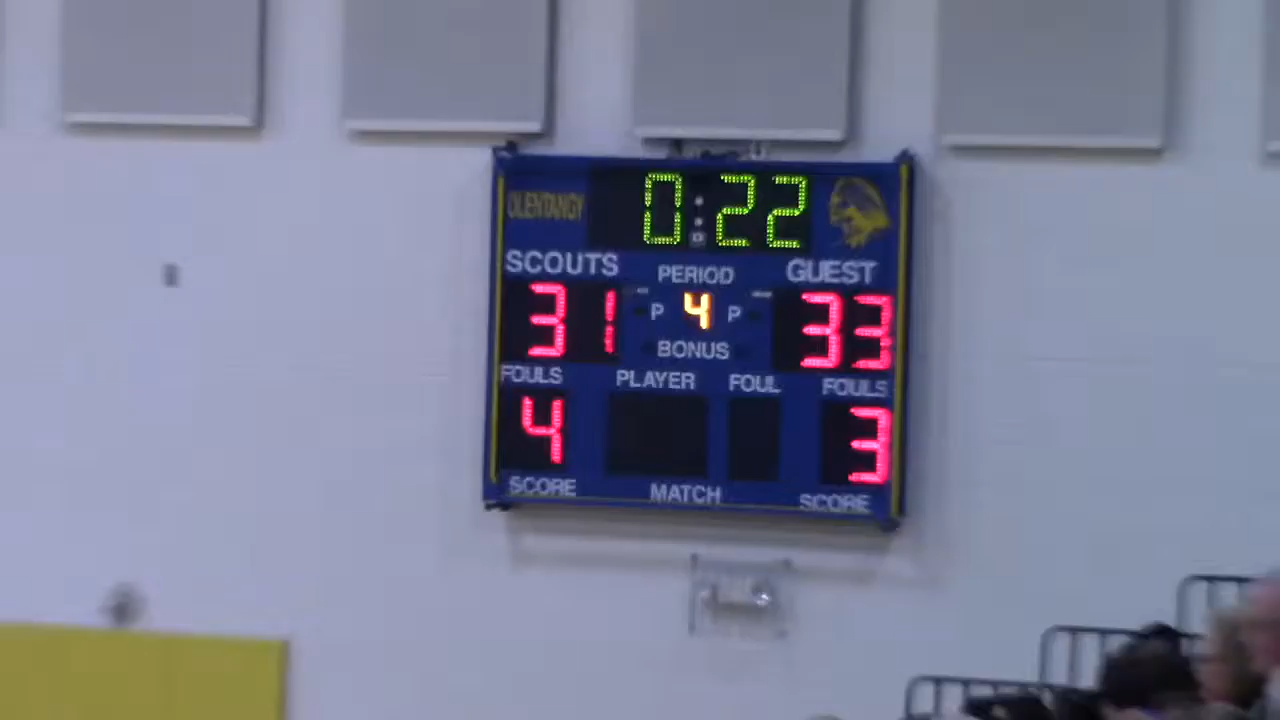 OLENTANGY 0:22
SCOUTS PERIOD GUEST
31 P 4 P 33
BONUS
FOULS PLAYER FOUL FOULS
4 3
SCORE MATCH SCORE